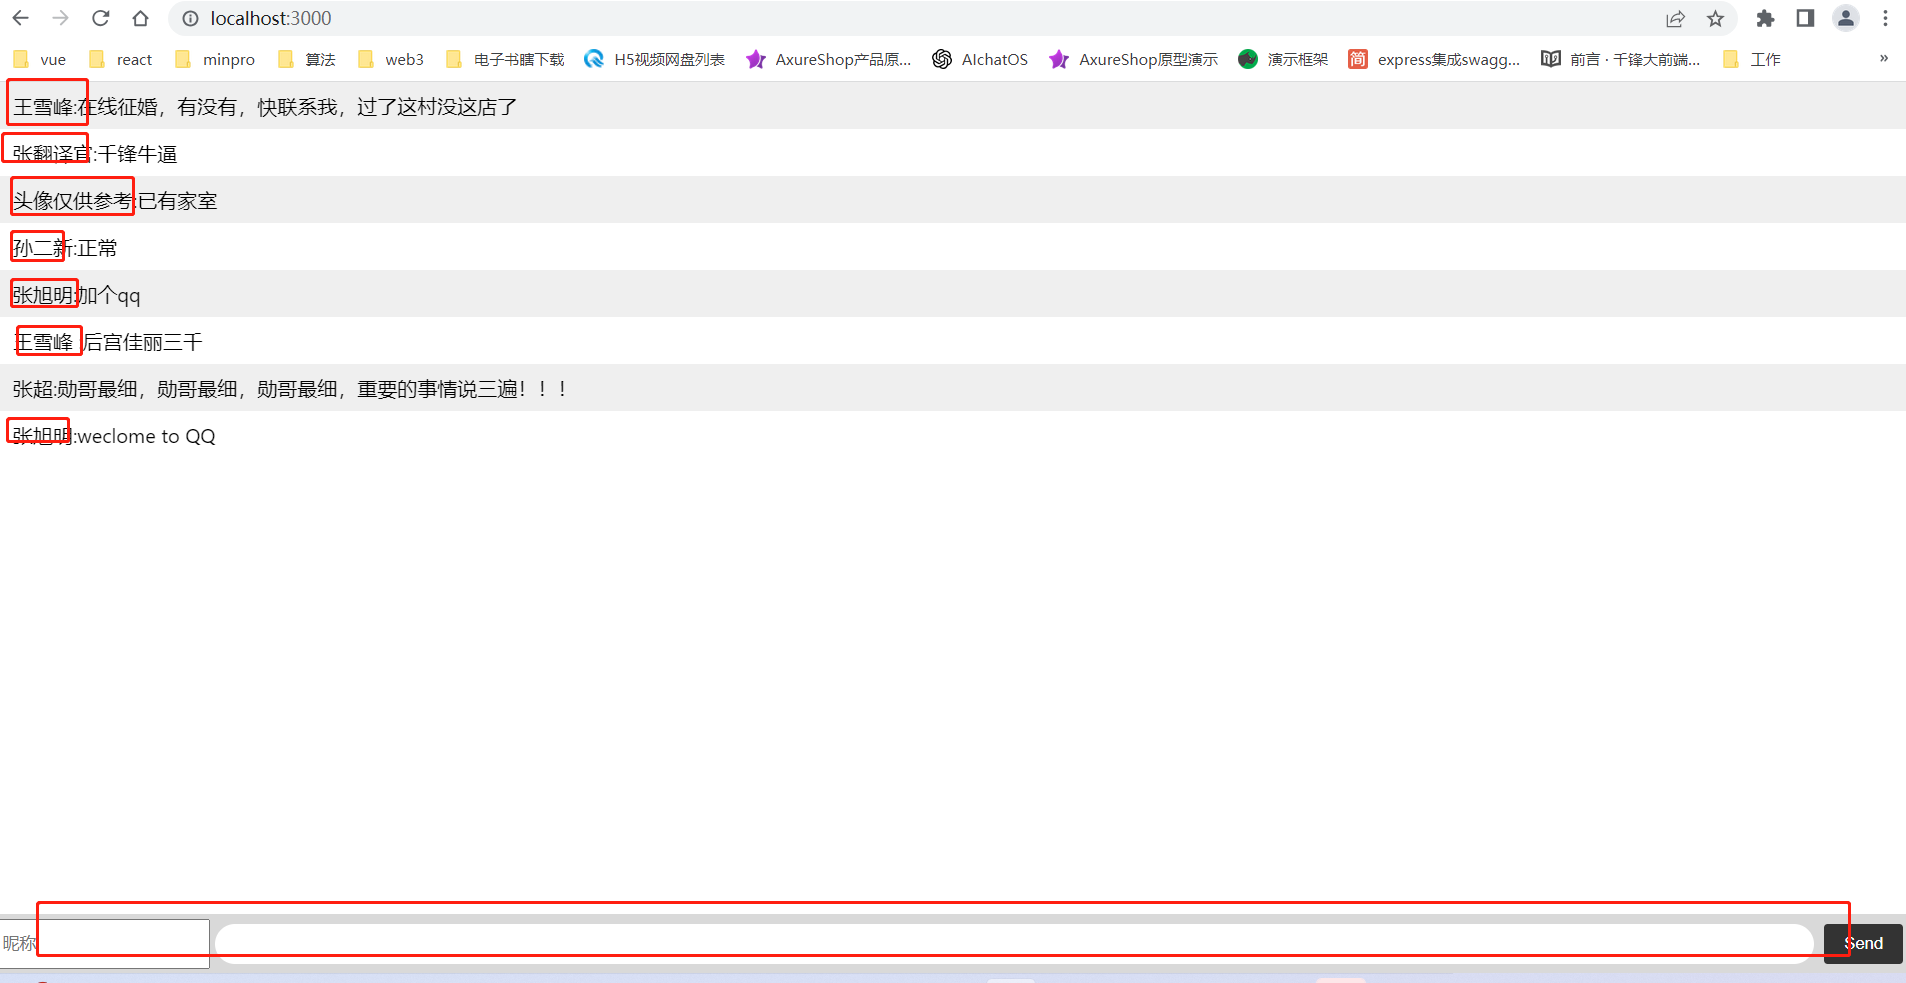 localhost:3000
vue react minpro 算法 web3 电子书瞎下载 H5视频网盘列表 AxureShop产品原... AIchatOS AxureShop原型演示 演示框架 简 express集成swagg... 前言 · 千锋大前端... 工作 »
王雪峰:在线征婚，有没有，快联系我，过了这村没这店了
张翻译官:千锋牛逼
头像仅供参考:已有家室
孙二新:正常
张旭明:加个qq
王雪峰 :后宫佳丽三千
张超:勋哥最细，勋哥最细，勋哥最细，重要的事情说三遍！！！
张旭明:weclome to QQ
昵称 Send